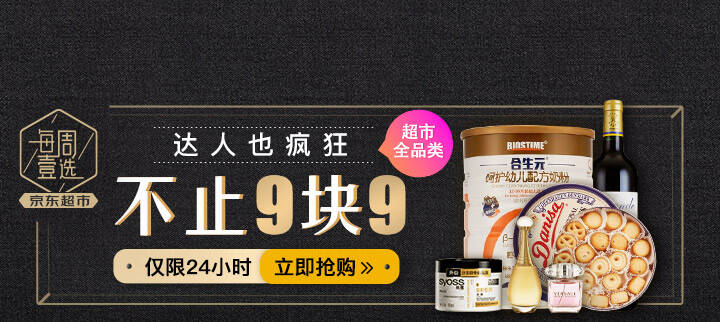 每周
壹选
京东超市
达人也疯狂
超市
全品类
不止9块9
仅限24小时
立即抢购»
BIOSTIME
合生元
呵护幼儿配方奶粉
Danisa
syoss